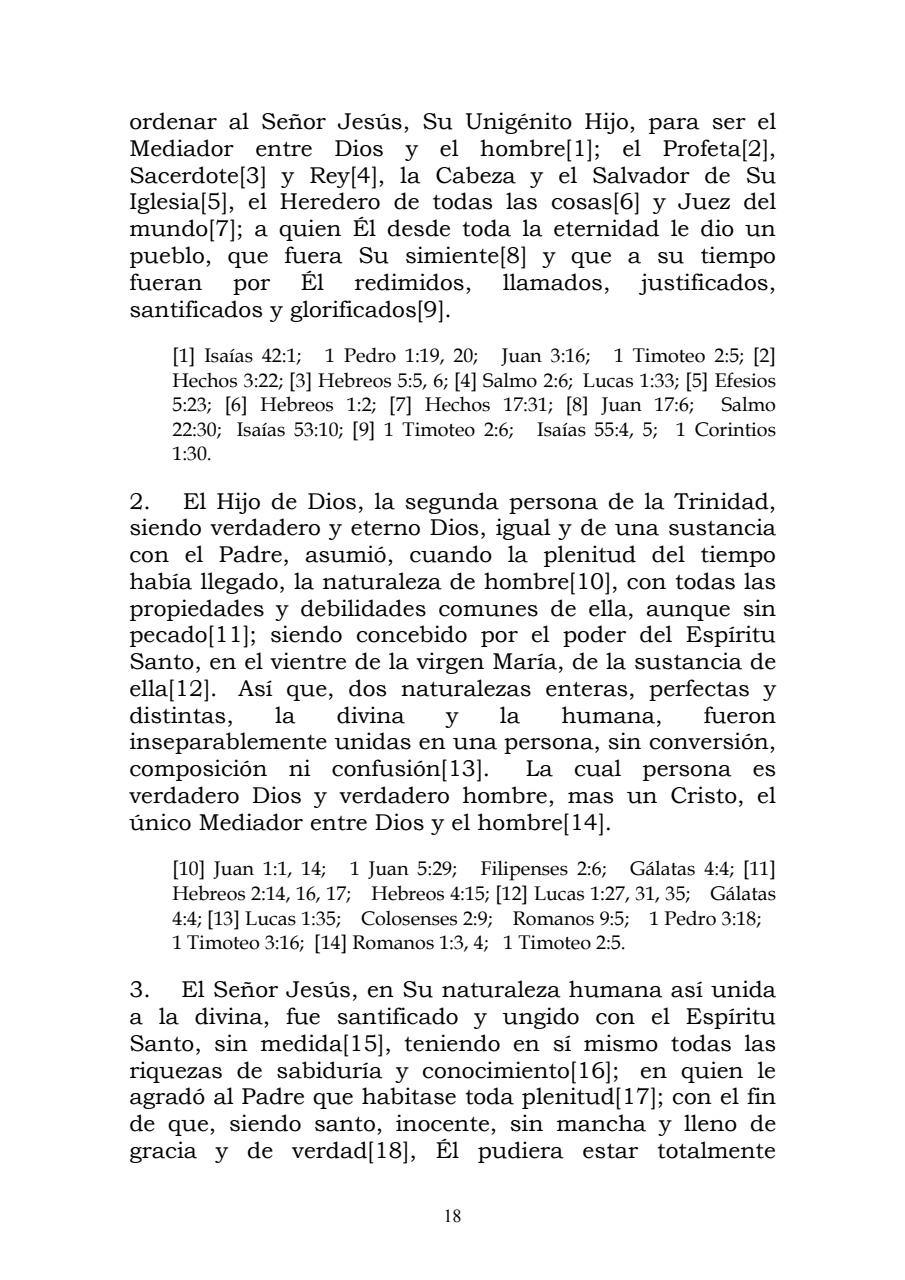 ordenar al Señor Jesús, Su Unigénito Hijo, para ser el
Mediador entre Dios y el hombre[1]; el Profeta[2],
Sacerdote[3] y Rey[4], la Cabeza y el Salvador de Su
Iglesia[5], el Heredero de todas las cosas[6] y Juez del
mundo[7]; a quien Él desde toda la eternidad le dio un
pueblo, que fuera Su simiente[8] y que a su tiempo
fueran por Él redimidos, llamados, justificados,
santificados y glorificados[9].
[1] Isaías 42:1; 1 Pedro 1:19, 20; Juan 3:16; 1 Timoteo 2:5; [2]
Hechos 3:22; [3] Hebreos 5:5, 6; [4] Salmo 2:6; Lucas 1:33; [5] Efesios
5:23; [6] Hebreos 1:2; [7] Hechos 17:31; [8] Juan 17:6; Salmo
22:30; Isaías 53:10; [9] 1 Timoteo 2:6; Isaías 55:4, 5; 1 Corintios
1:30.
2. El Hijo de Dios, la segunda persona de la Trinidad,
siendo verdadero y eterno Dios, igual y de una sustancia
con el Padre, asumió, cuando la plenitud del tiempo
había llegado, la naturaleza de hombre[10], con todas las
propiedades y debilidades comunes de ella, aunque sin
pecado[11]; siendo concebido por el poder del Espíritu
Santo, en el vientre de la virgen María, de la sustancia de
ella[12]. Así que, dos naturalezas enteras, perfectas y
distintas, la divina y la humana, fueron
inseparablemente unidas en una persona, sin conversión,
composición ni confusión[13]. La cual persona es
verdadero Dios y verdadero hombre, mas un Cristo, el
único Mediador entre Dios y el hombre[14].
[10] Juan 1:1, 14; 1 Juan 5:29; Filipenses 2:6; Gálatas 4:4; [11]
Hebreos 2:14, 16, 17; Hebreos 4:15; [12] Lucas 1:27, 31, 35; Gálatas
4:4; [13] Lucas 1:35; Colosenses 2:9; Romanos 9:5; 1 Pedro 3:18;
1 Timoteo 3:16; [14] Romanos 1:3, 4; 1 Timoteo 2:5.
3. El Señor Jesús, en Su naturaleza humana así unida
a la divina, fue santificado y ungido con el Espíritu
Santo, sin medida[15], teniendo en sí mismo todas las
riquezas de sabiduría y conocimiento[16]; en quien le
agradó al Padre que habitase toda plenitud[17]; con el fin
de que, siendo santo, inocente, sin mancha y lleno de
gracia y de verdad[18], Él pudiera estar totalmente
18